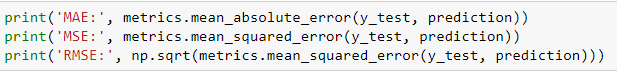 print('MAE:', metrics.mean_absolute_error(y_test, prediction))
print('MSE:', metrics.mean_squared_error(y_test, prediction))
print('RMSE:', np.sqrt(metrics.mean_squared_error(y_test, prediction)))